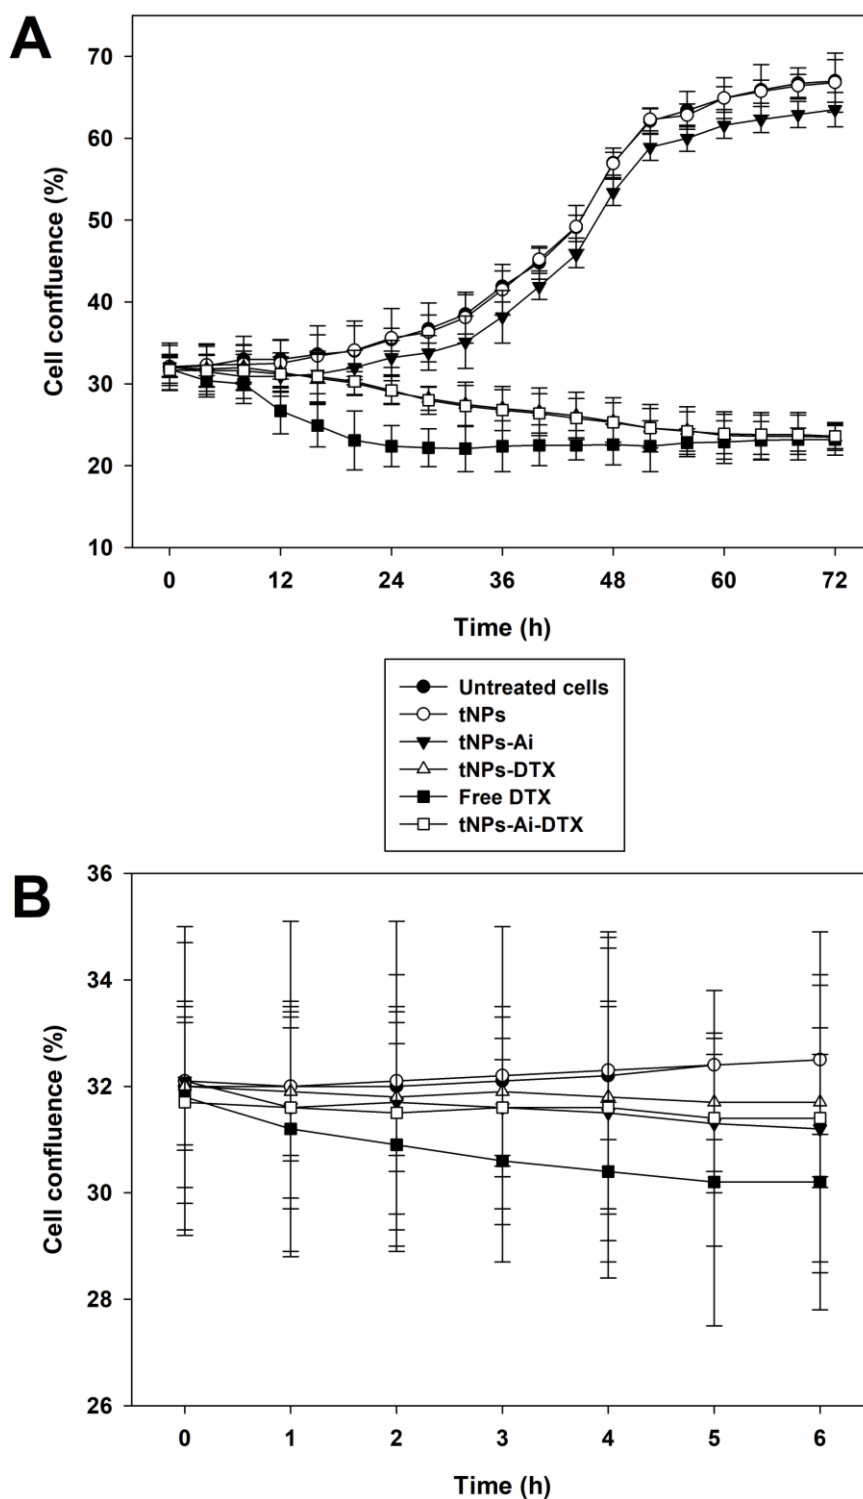 A
70
60
50
40
30
20
10
Cell confluence (%)
0 12 24 36 48 60 72
Time (h)
Untreated cells
tNPs
tNPs-Ai
tNPs-DTX
Free DTX
tNPs-Ai-DTX
B
36
34
32
30
28
26
Cell confluence (%)
0 1 2 3 4 5 6
Time (h)